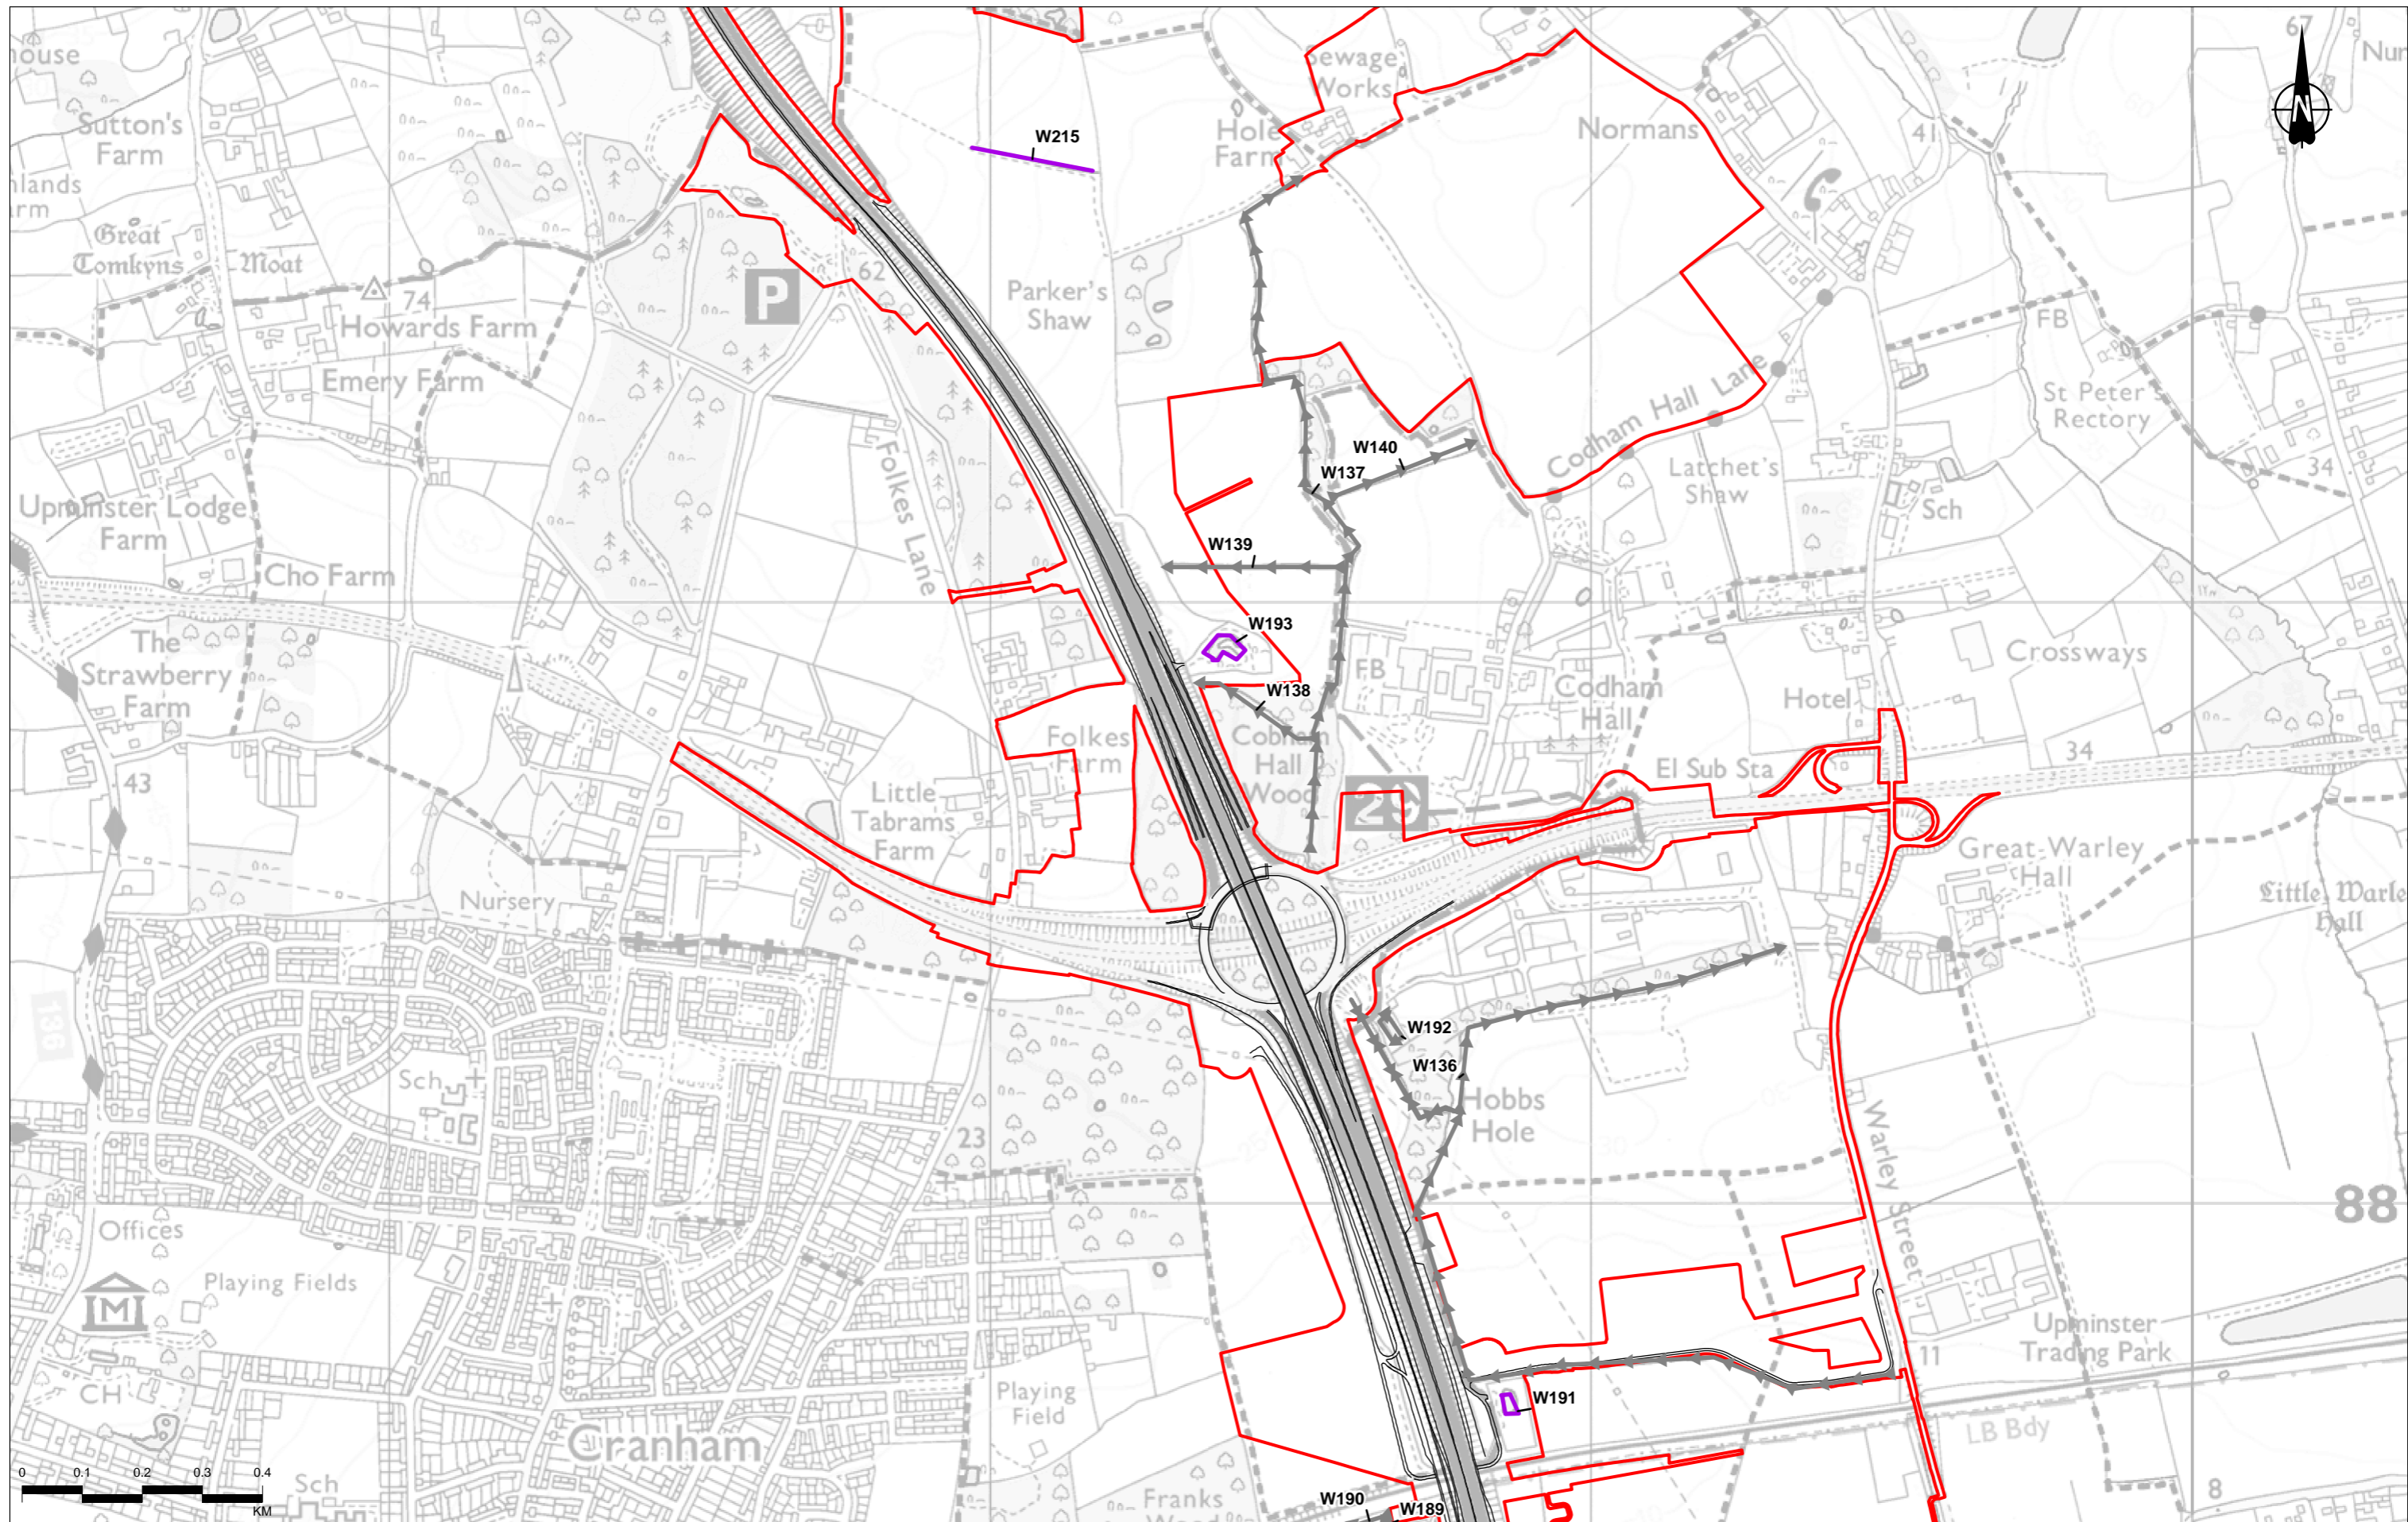 67
house
Sewage
Works
Sutton's
Farm
W215
Hole
Farm
Normans
41
N
Great
Tomkyns
Moat
62
74
P
Howards Farm
Parker's
Shaw
FB
Emery Farm
Codham Hall Lane
St Peter's
Rectory
W140
W137
Latchet's
Shaw
34
Folkes Lane
Upminster Lodge
Farm
Sch
W139
Cho Farm
W193
The
Strawberry
Farm
FB
Crossways
W138
Codham
Hall
Hotel
Folkes
Farm
Cobham
Hall
Wood
43
34
El Sub Sta
Little
Tabrams
Farm
29
Great Warley
Hall
Nursery
Hall
W192
136
W136
Sch
Hobbs
Hole
23
Warley Street
30
88
Offices
M
Playing Fields
Upminster
Trading Park
11
CH
Playing
Field
W191
Cranham
LB Bdy
0 0.1 0.2 0.3 0.4
KM
Sch
8
W190
W189
Franks